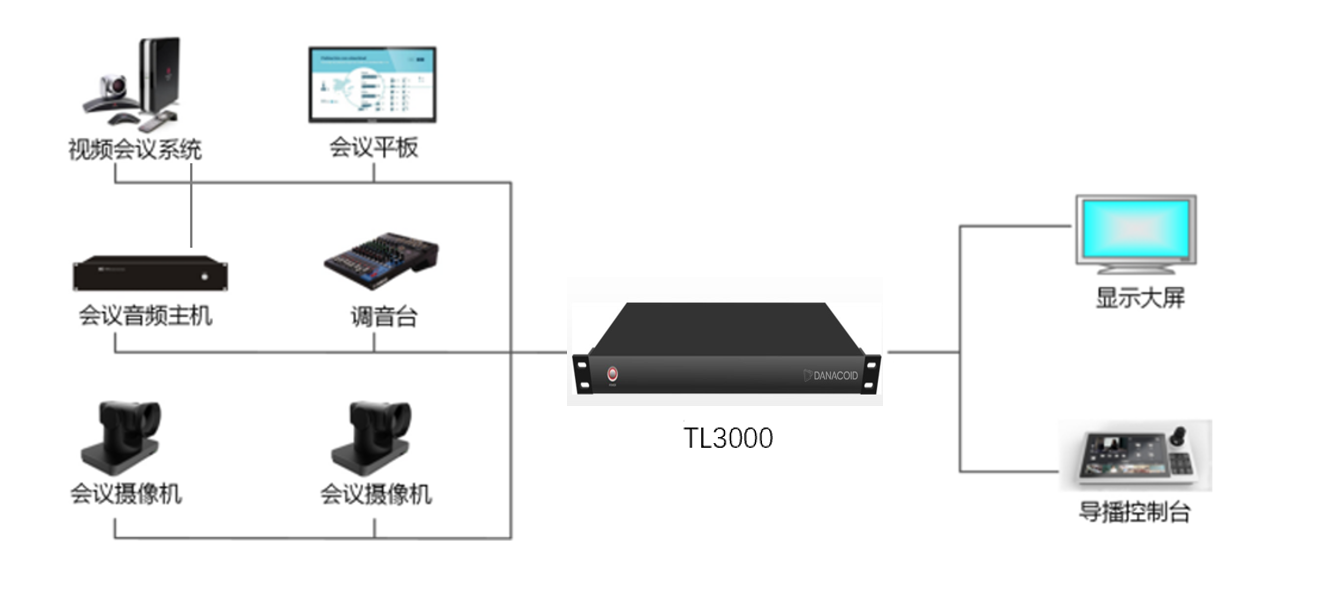 视频会议系统
会议平板
会议音频主机
调音台
会议摄像机
会议摄像机
DANACOID
TL3000
显示大屏
导播控制台